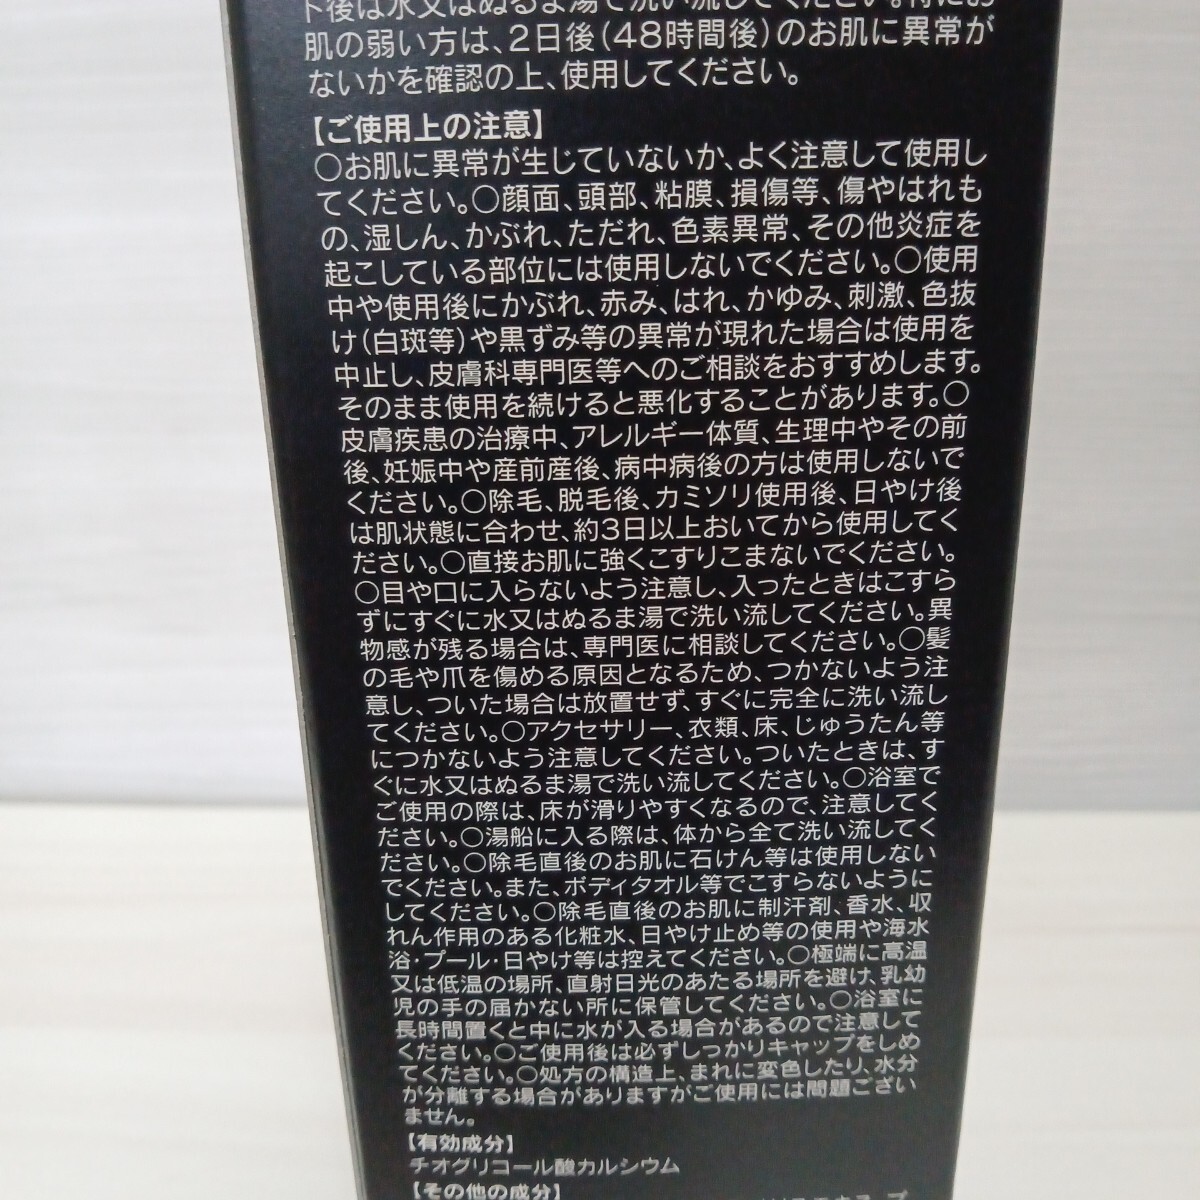 ト後は水又はぬるま湯で洗い流してください。特にお
肌の弱い方は、2日後(48時間後)のお肌に異常が
ないかを確認の上、使用してください。
【ご使用上の注意】
○お肌に異常が生じていないか、よく注意して使用し
てください。○顔面、頭部、粘膜、損傷等、傷やはれも
の、湿しん、かぶれ、ただれ、色素異常、その他炎症を
起こしている部位には使用しないでください。○使用
中や使用後にかぶれ、赤み、はれ、かゆみ、刺激、色抜
け(白斑等)や黒ずみ等の異常が現れた場合は使用を
中止し、皮膚科専門医等へのご相談をおすすめします。
そのまま使用を続けると悪化することがあります。○
皮膚疾患の治療中、アレルギー体質、生理中やその前
後、妊娠中や産前産後、病中病後の方は使用しないで
ください。○除毛、脱毛後、カミソリ使用後、日やけ後
は肌状態に合わせ、約3日以上おいてから使用してく
ださい。○直接お肌に強くこすりこまないでください。
○目や口に入らないよう注意し、入ったときはこすら
ずにすぐに水又はぬるま湯で洗い流してください。異
物感が残る場合は、専門医に相談してください。○髪
の毛や爪を傷める原因となるため、つかないよう注
意し、ついた場合は放置せず、すぐに完全に洗い流し
てください。○アクセサリー、衣類、床、じゅうたん等
につかないよう注意してください。ついたときは、す
ぐに水又はぬるま湯で洗い流してください。○浴室で
ご使用の際は、床が滑りやすくなるので、注意してく
ださい。○湯船に入る際は、体から全て洗い流してく
ださい。○除毛直後のお肌に石けん等は使用しない
でください。また、ボディタオル等でこすらないように
してください。○除毛直後のお肌に制汗剤、香水、収
れん作用のある化粧水、日やけ止め等の使用や海水
浴・プール・日やけ等は控えてください。○極端に高温
又は低温の場所、直射日光のあたる場所を避け、乳幼
児の手の届かない所に保管してください。○浴室に
長時間置くと中に水が入る場合があるので注意して
ください。○ご使用後は必ずしっかりキャップをしめ
てください。○処方の構造上、まれに変色したり、水分
が分離する場合がありますがご使用には問題ござい
ません。
【有効成分】
チオグリコール酸カルシウム
【その他の成分】